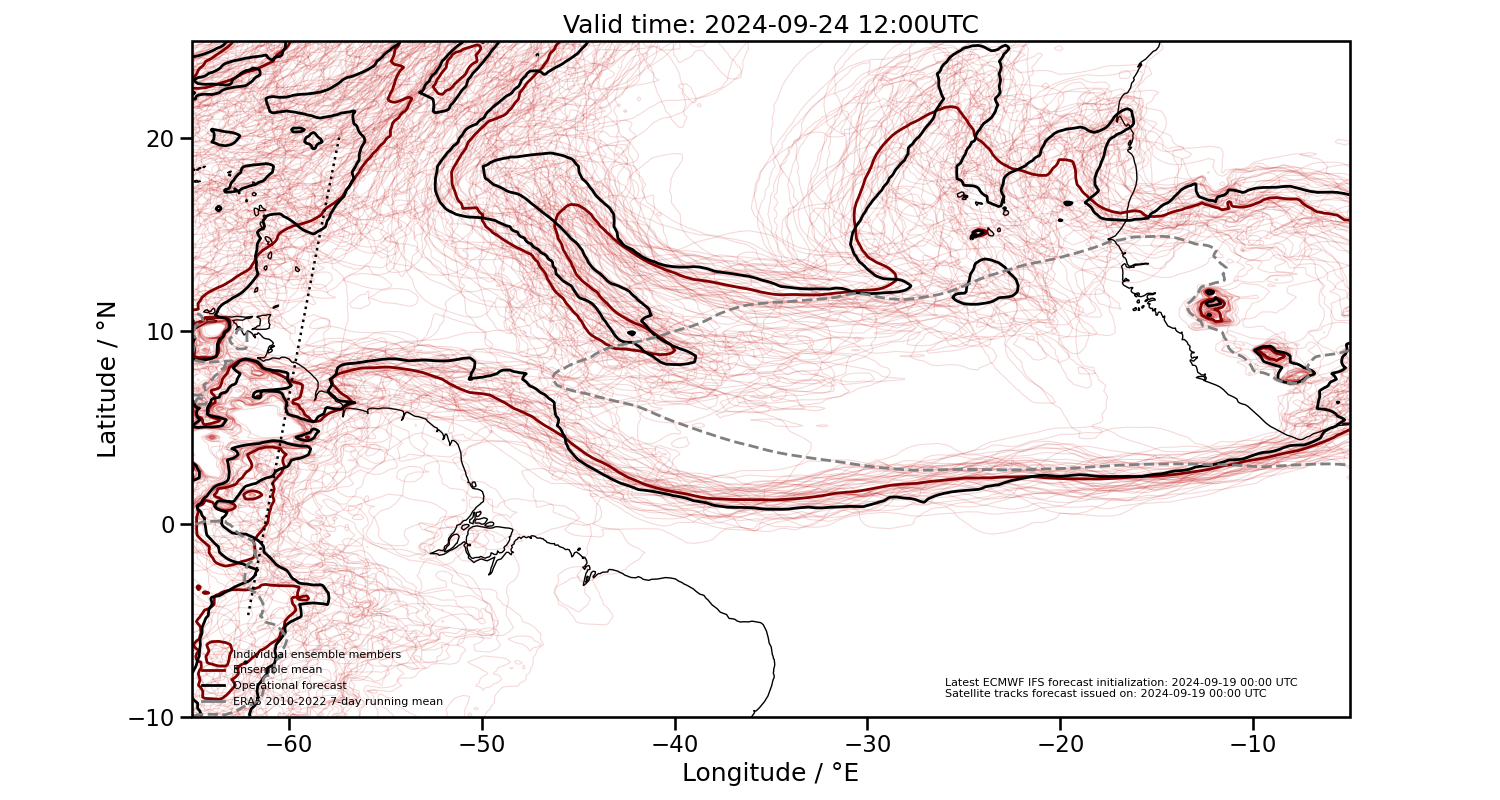 Valid time: 2024-09-24 12:00UTC
Latitude / °N
20
10
0
−10
Individual ensemble members
Ensemble mean
Operational forecast
ERA5 2010-2022 7-day running mean
Latest ECMWF IFS forecast initialization: 2024-09-19 00:00 UTC
Satellite tracks forecast issued on: 2024-09-19 00:00 UTC
−60 −50 −40 −30 −20 −10
Longitude / °E